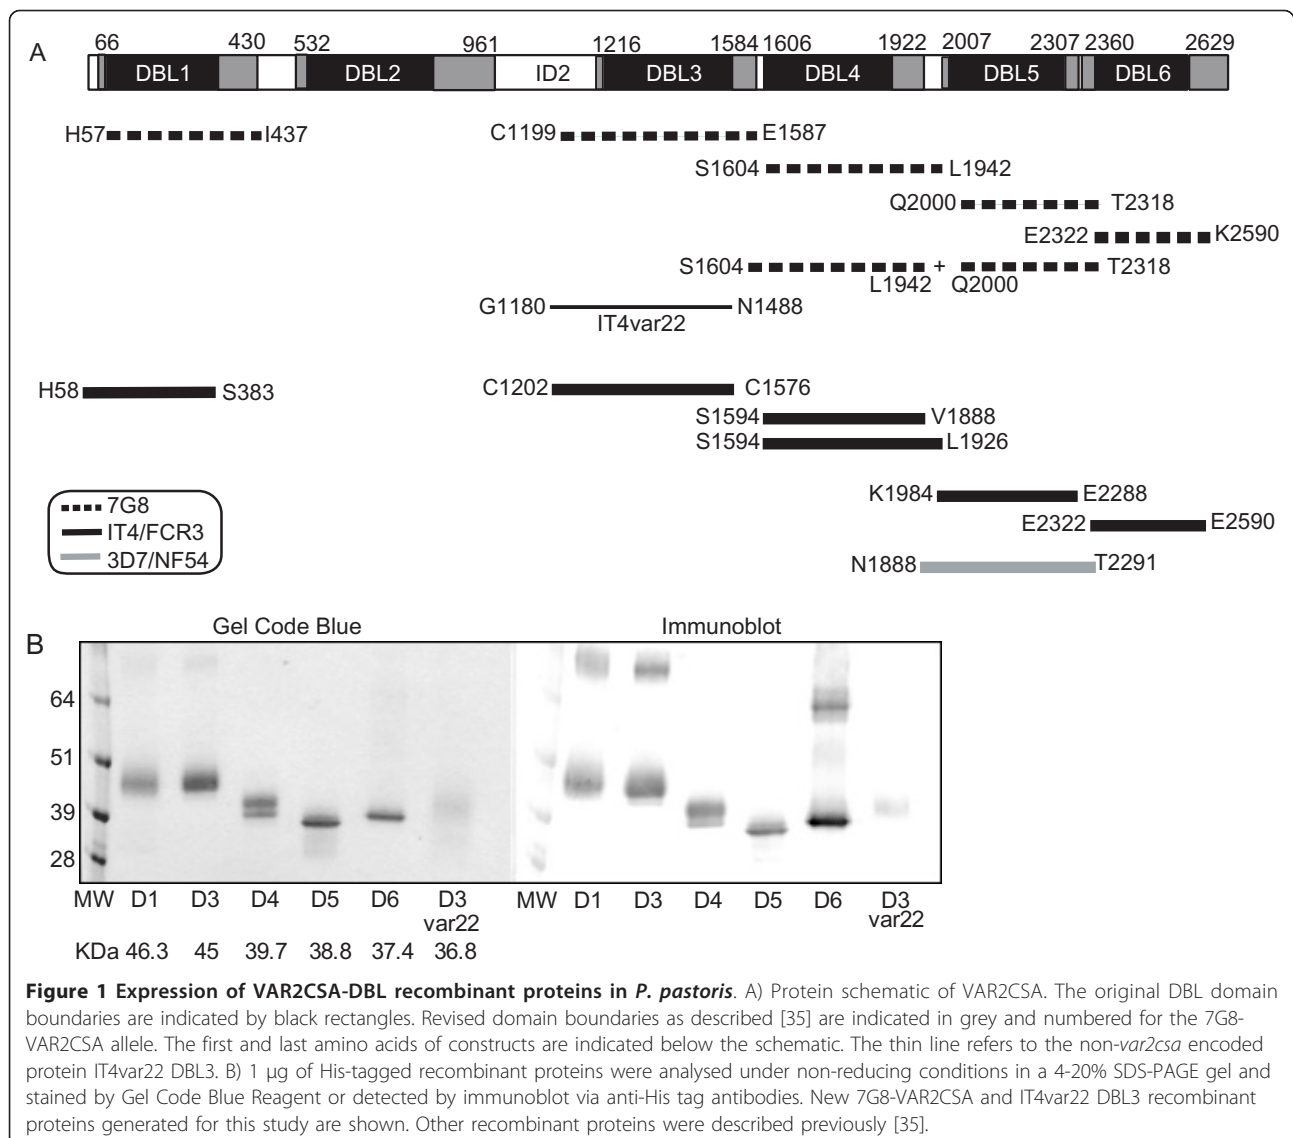 A
66 430 532 961 1216 1584 1606 1922 2007 2307 2360 2629
DBL1 DBL2 ID2 DBL3 DBL4 DBL5 DBL6
H57 I437 C1199 E1587
S1604 L1942
Q2000 T2318
E2322 K2590
S1604 + T2318
L1942 Q2000
G1180 N1488
IT4var22
H58 S383 C1202 C1576
S1594 V1888
S1594 L1926
K1984 E2288
E2322 E2590
N1888 T2291
7G8
IT4/FCR3
3D7/NF54
B
Gel Code Blue Immunoblot
64
51
39
28
MW D1 D3 D4 D5 D6 D3 var22 MW D1 D3 D4 D5 D6 D3 var22
KDa 46.3 45 39.7 38.8 37.4 36.8
Figure 1 Expression of VAR2CSA-DBL recombinant proteins in P. pastoris. A) Protein schematic of VAR2CSA. The original DBL domain
boundaries are indicated by black rectangles. Revised domain boundaries as described [35] are indicated in grey and numbered for the 7G8-
VAR2CSA allele. The first and last amino acids of constructs are indicated below the schematic. The thin line refers to the non-var2csa encoded
protein IT4var22 DBL3. B) 1 μg of His-tagged recombinant proteins were analysed under non-reducing conditions in a 4-20% SDS-PAGE gel and
stained by Gel Code Blue Reagent or detected by immunoblot via anti-His tag antibodies. New 7G8-VAR2CSA and IT4var22 DBL3 recombinant
proteins generated for this study are shown. Other recombinant proteins were described previously [35].